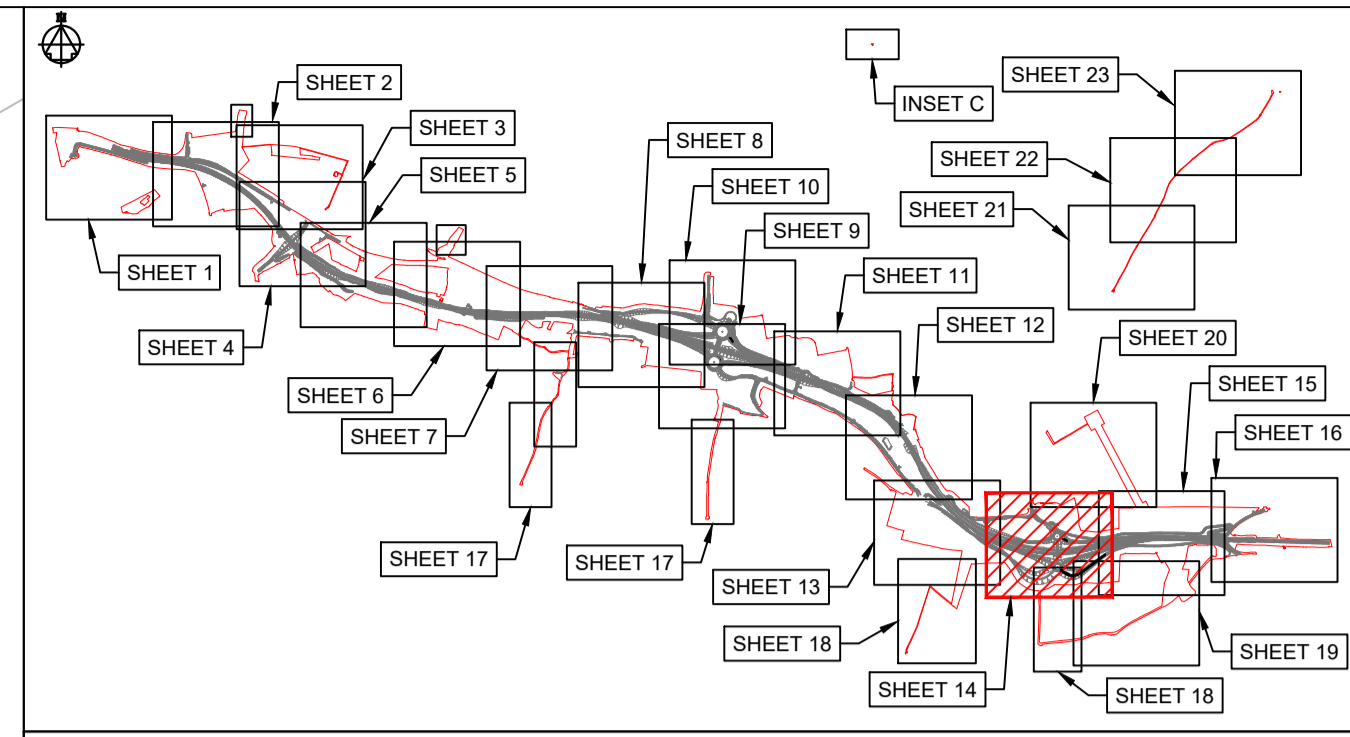 N
SHEET 2
SHEET 3
SHEET 5
SHEET 8
SHEET 10
SHEET 9
SHEET 11
SHEET 12
INSET C
SHEET 23
SHEET 22
SHEET 21
SHEET 20
SHEET 15
SHEET 16
SHEET 1
SHEET 4
SHEET 6
SHEET 7
SHEET 17
SHEET 17
SHEET 13
SHEET 18
SHEET 14
SHEET 19
SHEET 18